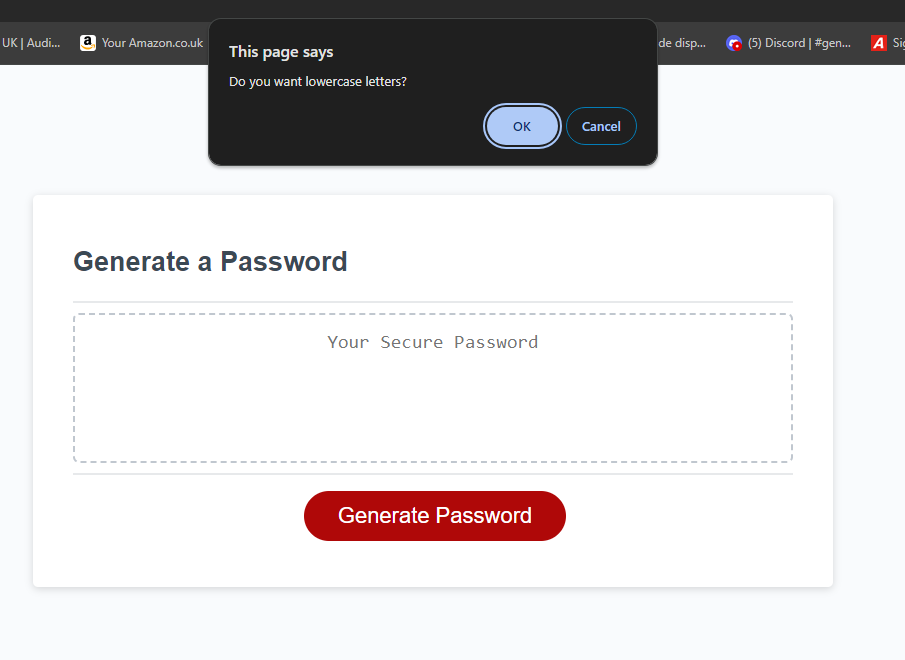 UK | Audi...
Your Amazon.co.uk
de disp...
(5) Discord | #gen...
This page says
Do you want lowercase letters?
OK
Cancel
Generate a Password
Your Secure Password
Generate Password